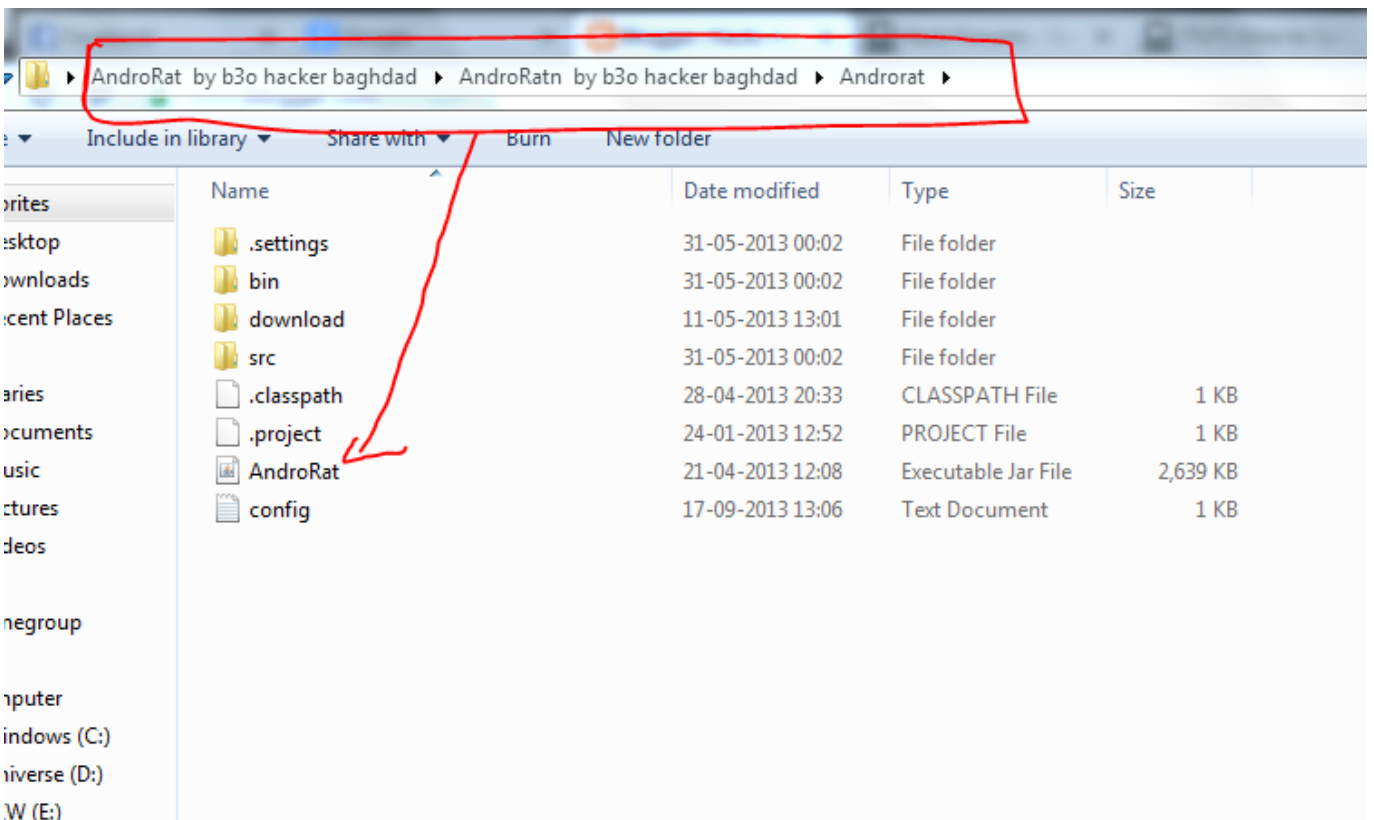 AndroRat by b3o hacker baghdad AndroRatn by b3o hacker baghdad Androrat
Include in library Share with Burn New folder
Name Date modified Type Size
.settings 31-05-2013 00:02 File folder
bin 31-05-2013 00:02 File folder
download 11-05-2013 13:01 File folder
src 31-05-2013 00:02 File folder
.classpath 28-04-2013 20:33 CLASSPATH File 1 KB
.project 24-01-2013 12:52 PROJECT File 1 KB
AndroRat 21-04-2013 12:08 Executable Jar File 2,639 KB
config 17-09-2013 13:06 Text Document 1 KB
orites
esktop
ownloads
ecent Places
aries
ocuments
usic
ctures
deos
negroup
nputer
indows (C:)
niverse (D:)
W (E:)